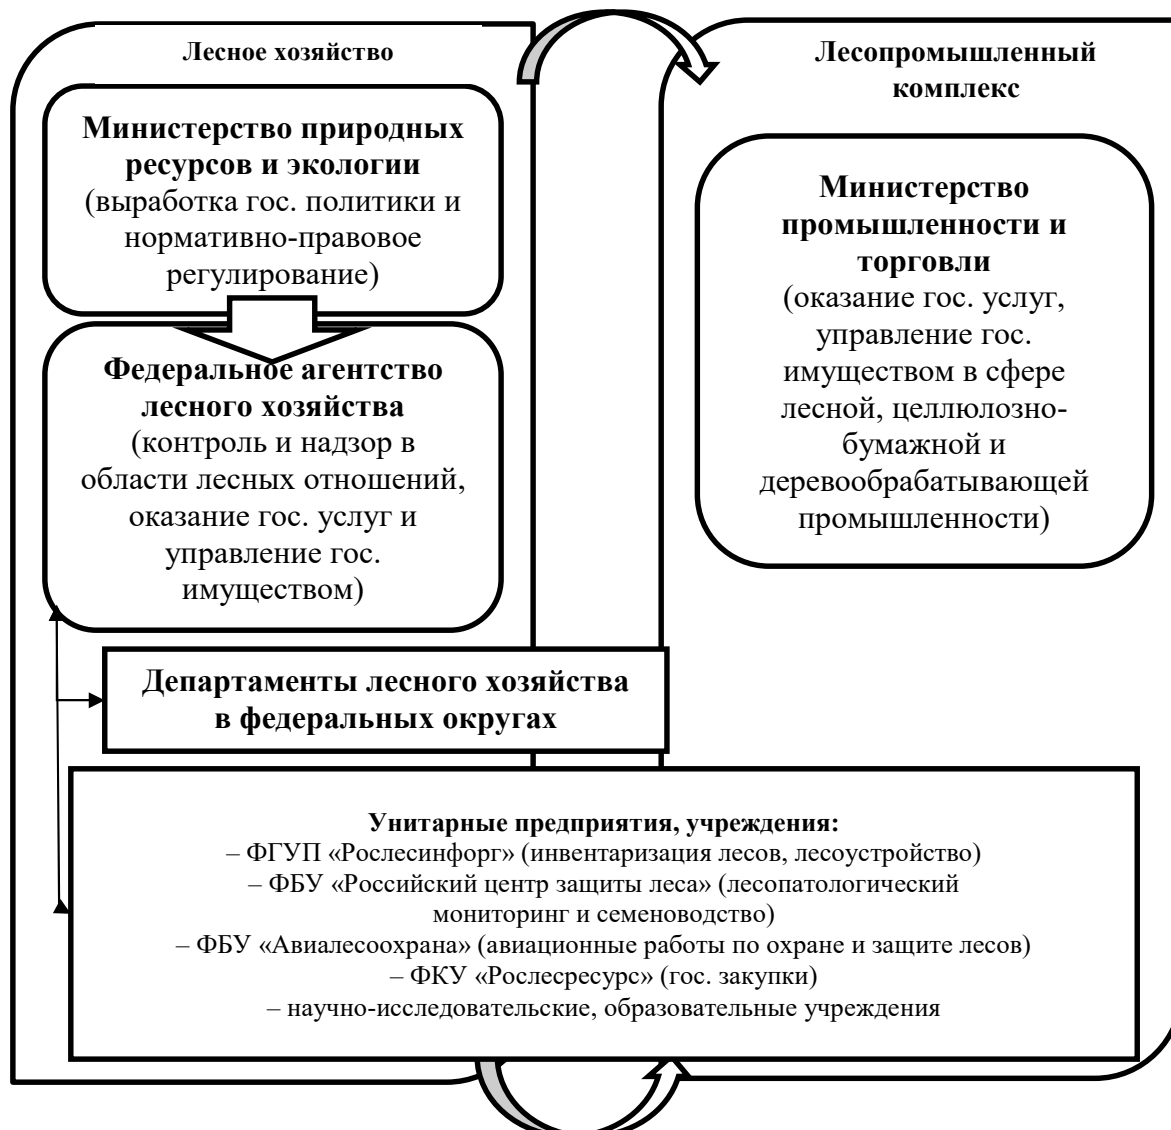 Лесное хозяйство
Министерство природных
ресурсов и экологии
(выработка гос. политики и
нормативно-правовое
регулирование)
Федеральное агентство
лесного хозяйства
(контроль и надзор в
области лесных отношений,
оказание гос. услуг и
управление гос.
имуществом)
Лесопромышленный
комплекс
Министерство
промышленности и
торговли
(оказание гос. услуг,
управление гос.
имуществом в сфере
лесной, целлюлозно-
бумажной и
деревообрабатывающей
промышленности)
Департаменты лесного хозяйства
в федеральных округах
Унитарные предприятия, учреждения:
– ФГУП «Рослесинфорг» (инвентаризация лесов, лесоустройство)
– ФБУ «Российский центр защиты леса» (лесопатологический
мониторинг и семеноводство)
– ФБУ «Авиалесоохрана» (авиационные работы по охране и защите лесов)
– ФКУ «Рослесресурс» (гос. закупки)
– научно-исследовательские, образовательные учреждения